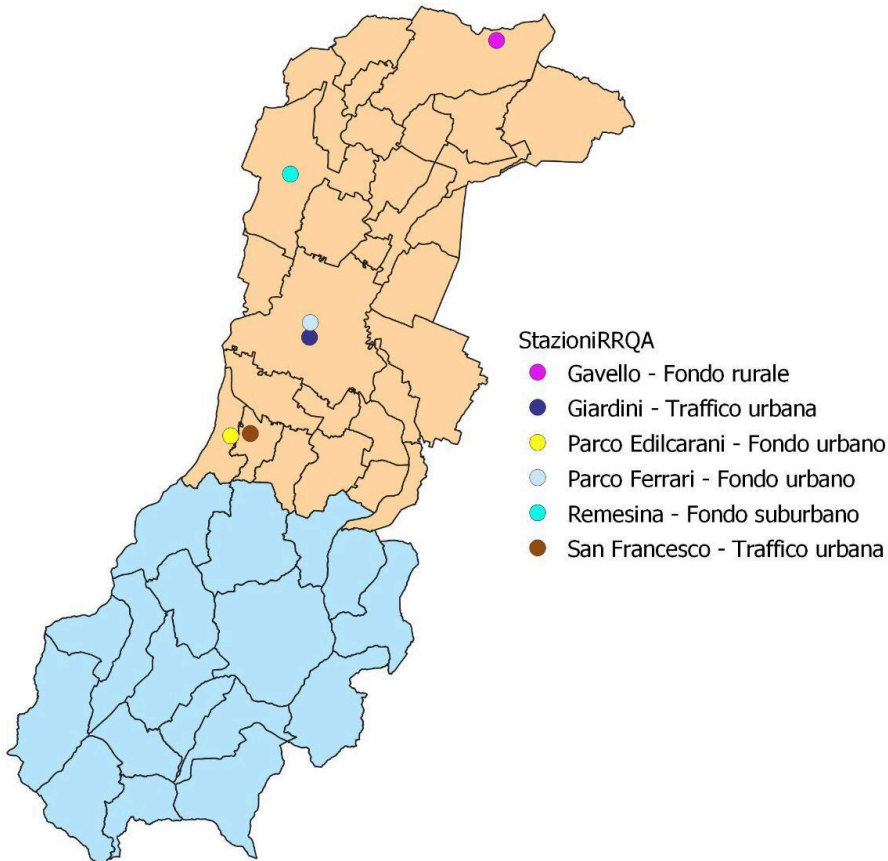 StazioniRRQA
Gavello - Fondo rurale
Giardini - Traffico urbana
Parco Edilcarani - Fondo urbano
Parco Ferrari - Fondo urbano
Remesina - Fondo suburbano
San Francesco - Traffico urbana